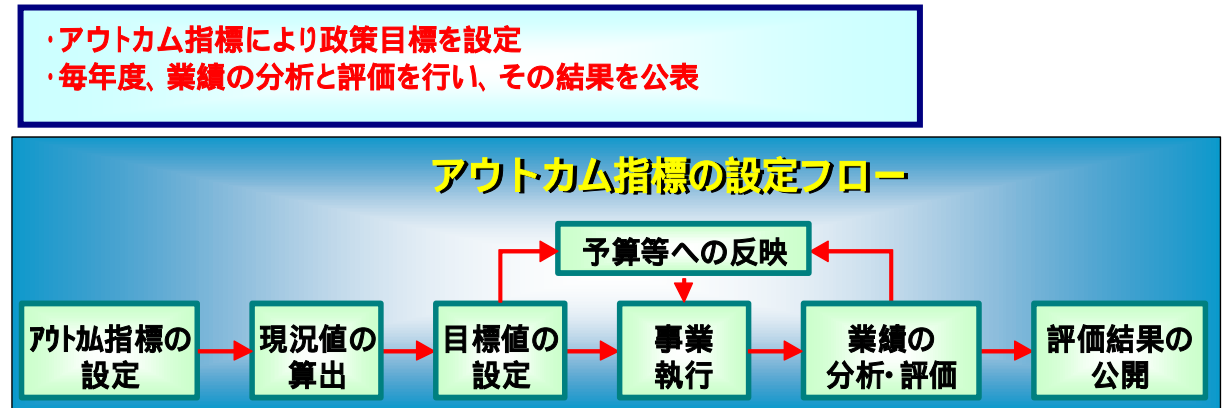 ・アウトカム指標により政策目標を設定
・毎年度、業績の分析と評価を行い、その結果を公表
アウトカム指標の設定フロー
予算等への反映
ｱｳﾄｶﾑ指標の
設定
現況値の
算出
目標値の
設定
事業
執行
業績の
分析・評価
評価結果の
公開